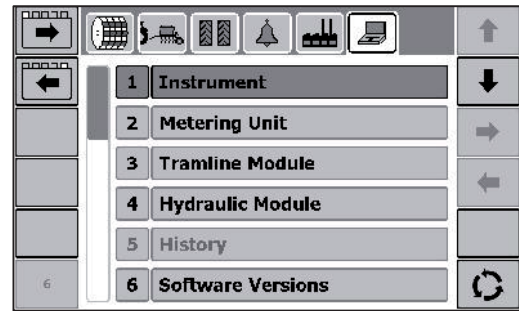 1 Instrument
2 Metering Unit
3 Tramline Module
4 Hydraulic Module
5 History
6 6 Software Versions